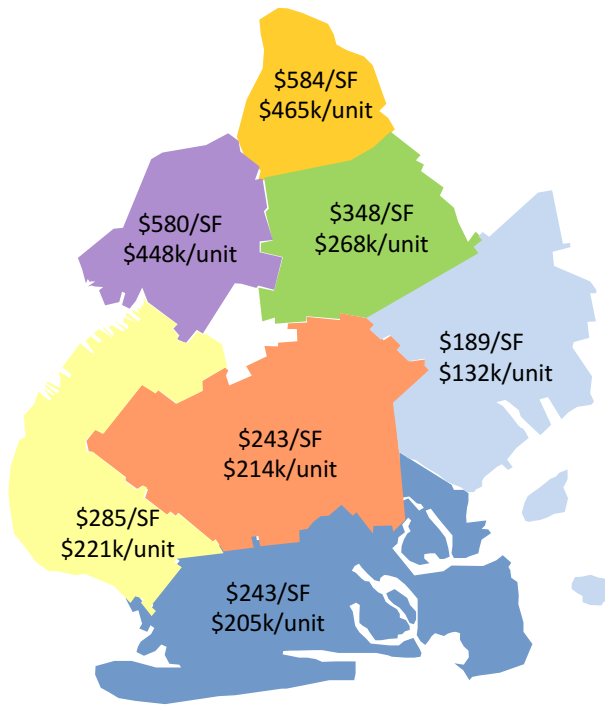 $584/SF
$465k/unit
$580/SF
$448k/unit
$348/SF
$268k/unit
$189/SF
$132k/unit
$243/SF
$214k/unit
$285/SF
$221k/unit
$243/SF
$205k/unit